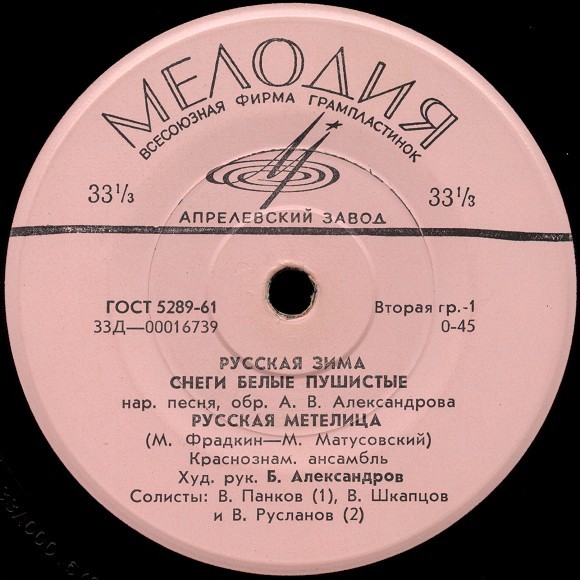 МЕЛОДИЯ
ВСЕСОЮЗНАЯ ФИРМА ГРАМПЛАСТИНОК
33⅓ 33⅓
АПРЕЛЕВСКИЙ ЗАВОД
ГОСТ 5289-61 Вторая гр.-1
33Д—00016739 0-45
РУССКАЯ ЗИМА
СНЕГИ БЕЛЫЕ ПУШИСТЫЕ
нар. песня, обр. А. В. Александрова
РУССКАЯ МЕТЕЛИЦА
(М. Фрадкин—М. Матусовский)
Краснознам. ансамбль
Худ. рук. Б. Александров
Солисты: В. Панков (1), В. Шкапцов
и В. Русланов (2)